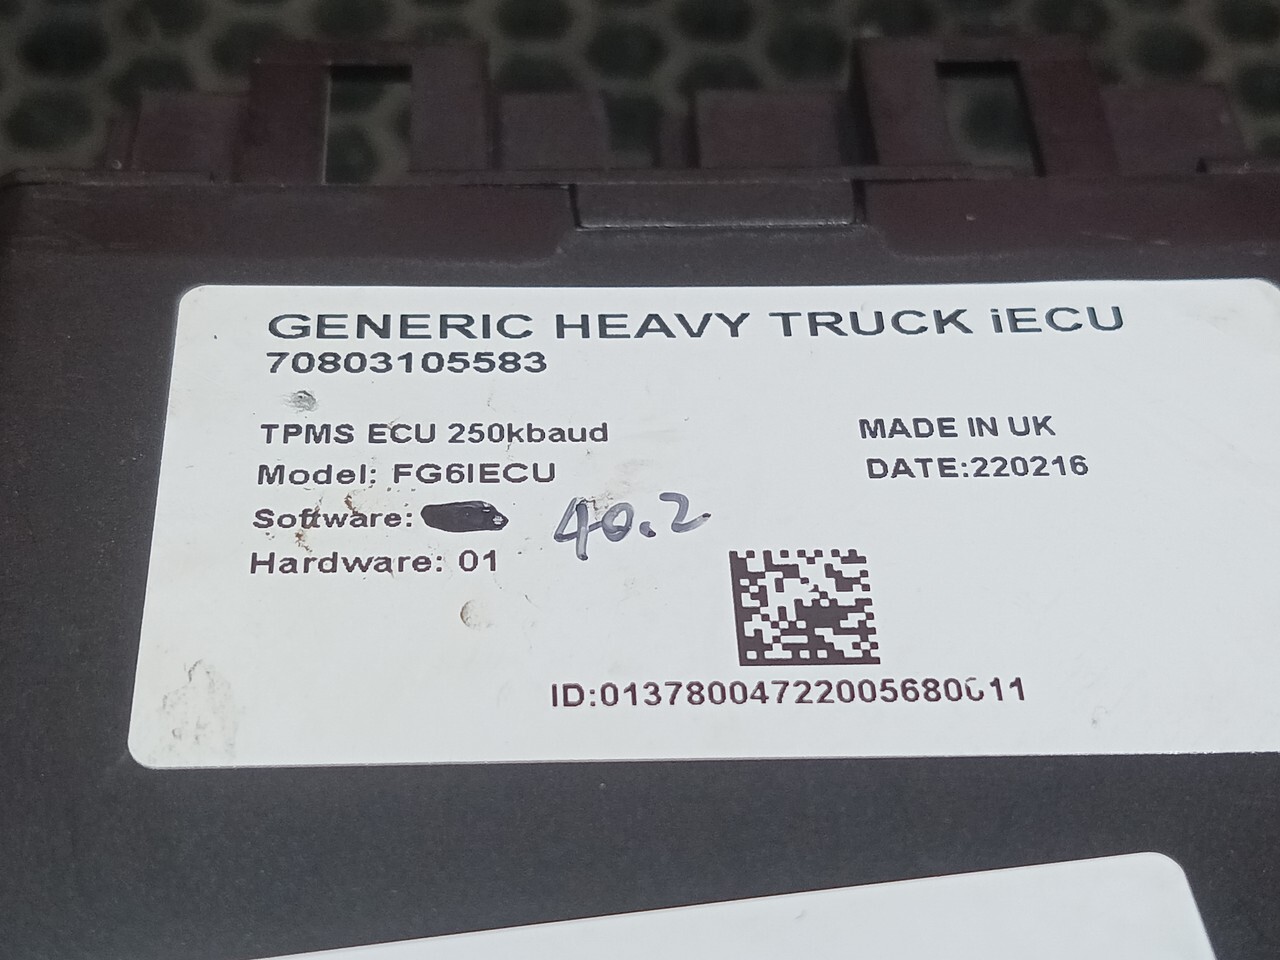 GENERIC HEAVY TRUCK iECU
70803105583
TPMS ECU 250kbaud
MADE IN UK
Model: FG6IECU
DATE:220216
Software: 40.2
Hardware: 01
ID:01378004722005680011